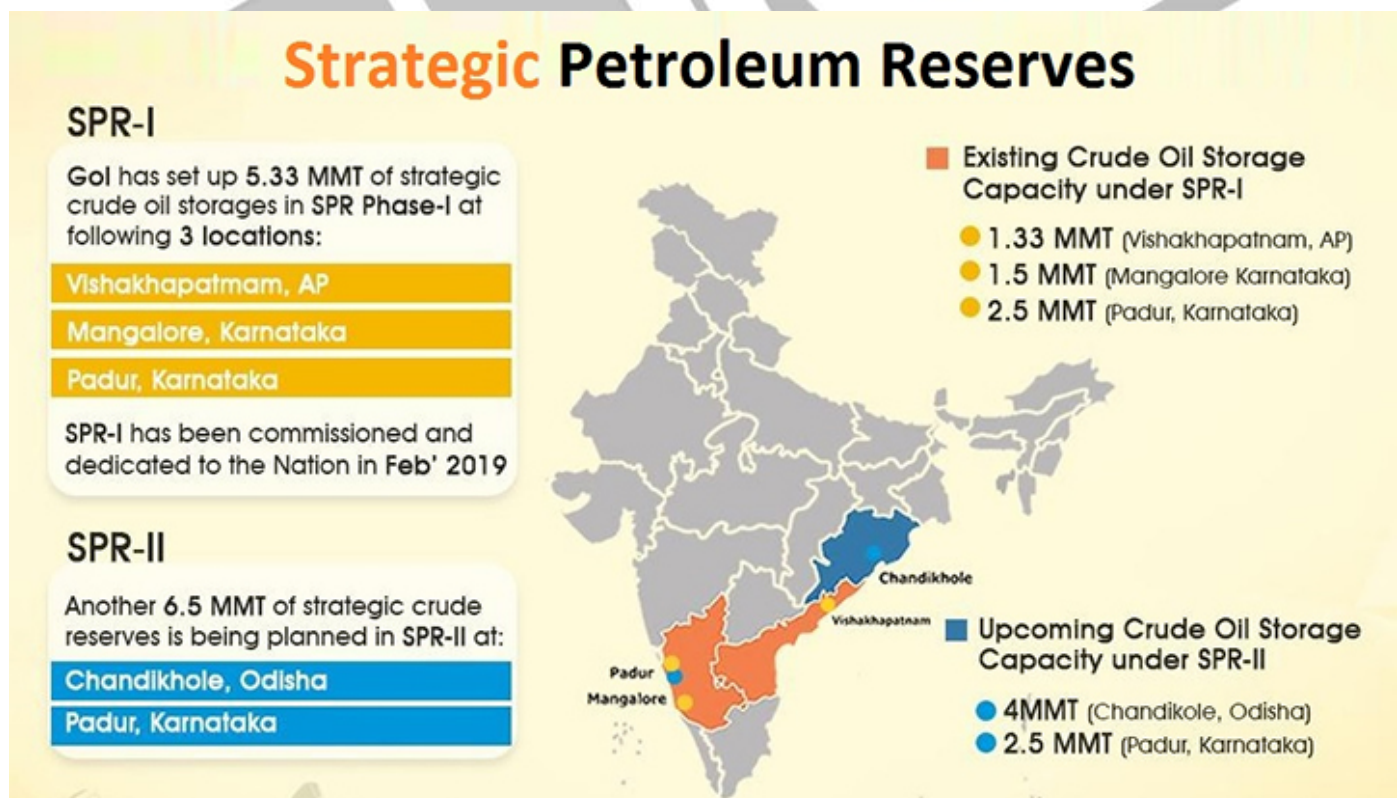 Strategic Petroleum Reserves
SPR-I
GoI has set up 5.33 MMT of strategic
crude oil storages in SPR Phase-I at
following 3 locations:
Vishakhapatmam, AP
Mangalore, Karnataka
Padur, Karnataka
SPR-I has been commissioned and
dedicated to the Nation in Feb' 2019
SPR-II
Another 6.5 MMT of strategic crude
reserves is being planned in SPR-II at:
Chandikhole, Odisha
Padur, Karnataka
Existing Crude Oil Storage
Capacity under SPR-I
1.33 MMT (Vishakhapatnam, AP)
1.5 MMT (Mangalore Karnataka)
2.5 MMT (Padur, Karnataka)
Chandikhole
Vishakhapatnam
Padur
Mangalore
Upcoming Crude Oil Storage
Capacity under SPR-II
4MMT (Chandikole, Odisha)
2.5 MMT (Padur, Karnataka)